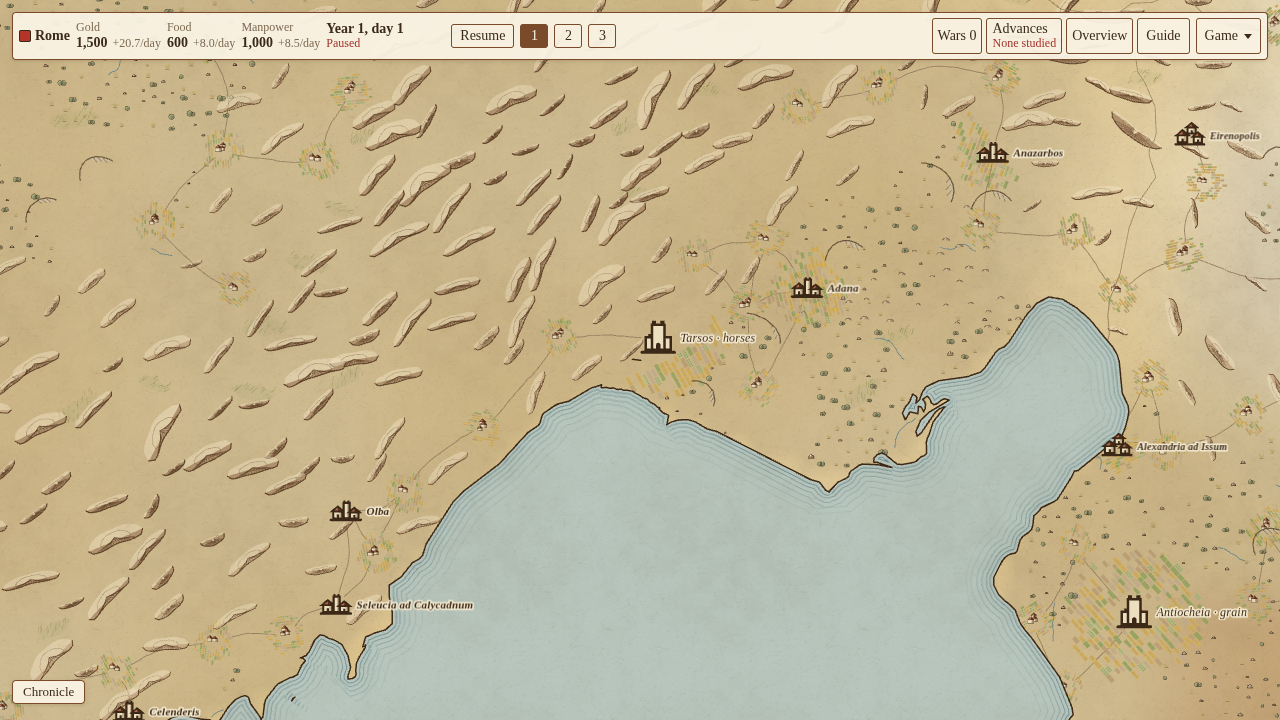 Rome
Gold
1,500 +20.7/day
Food
600 +8.0/day
Manpower
1,000 +8.5/day
Year 1, day 1
Paused
Resume
1
2
3
Wars 0
Advances
None studied
Overview
Guide
Game
Eirenopolis
Anazarbos
Adana
Tarsos · horses
Alexandria ad Issum
Olba
Seleucia ad Calycadnum
Antiocheia · grain
Chronicle
Celenderis